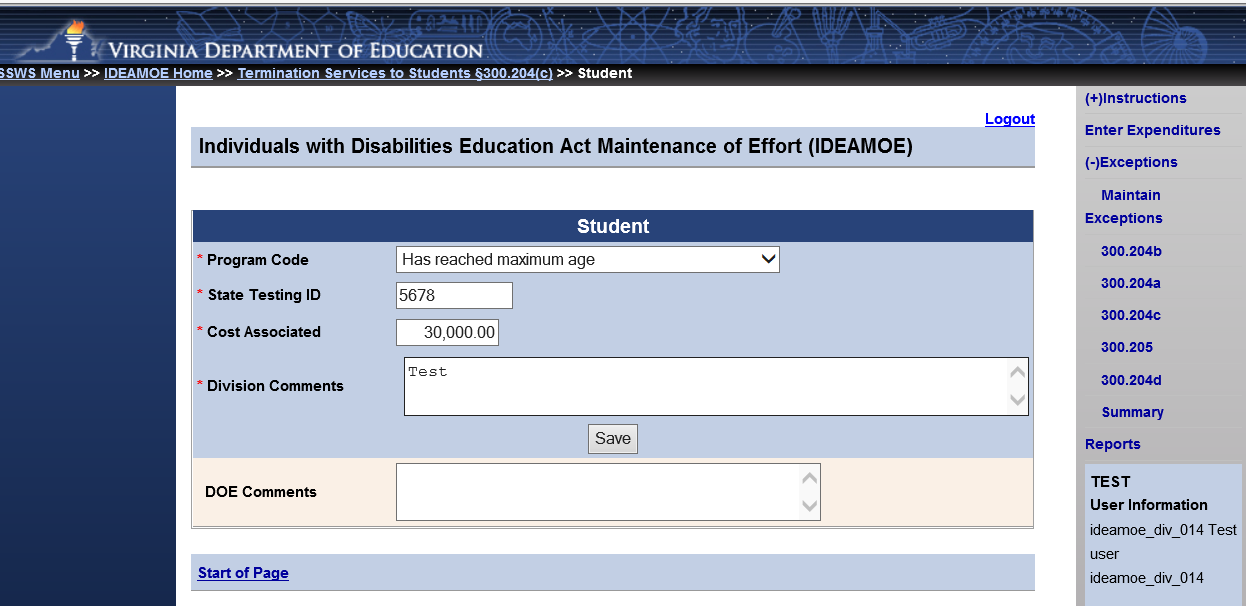 VIRGINIA DEPARTMENT OF EDUCATION
SSWS Menu >> IDEAMOE Home >> Termination Services to Students §300.204(c) >> Student
Logout
Individuals with Disabilities Education Act Maintenance of Effort (IDEAMOE)
Student
* Program Code Has reached maximum age
* State Testing ID 5678
* Cost Associated 30,000.00
* Division Comments Test
Save
DOE Comments
Start of Page
(+)Instructions
Enter Expenditures
(-)Exceptions
Maintain
Exceptions
300.204b
300.204a
300.204c
300.205
300.204d
Summary
Reports
TEST
User Information
ideamoe_div_014 Test
user
ideamoe_div_014